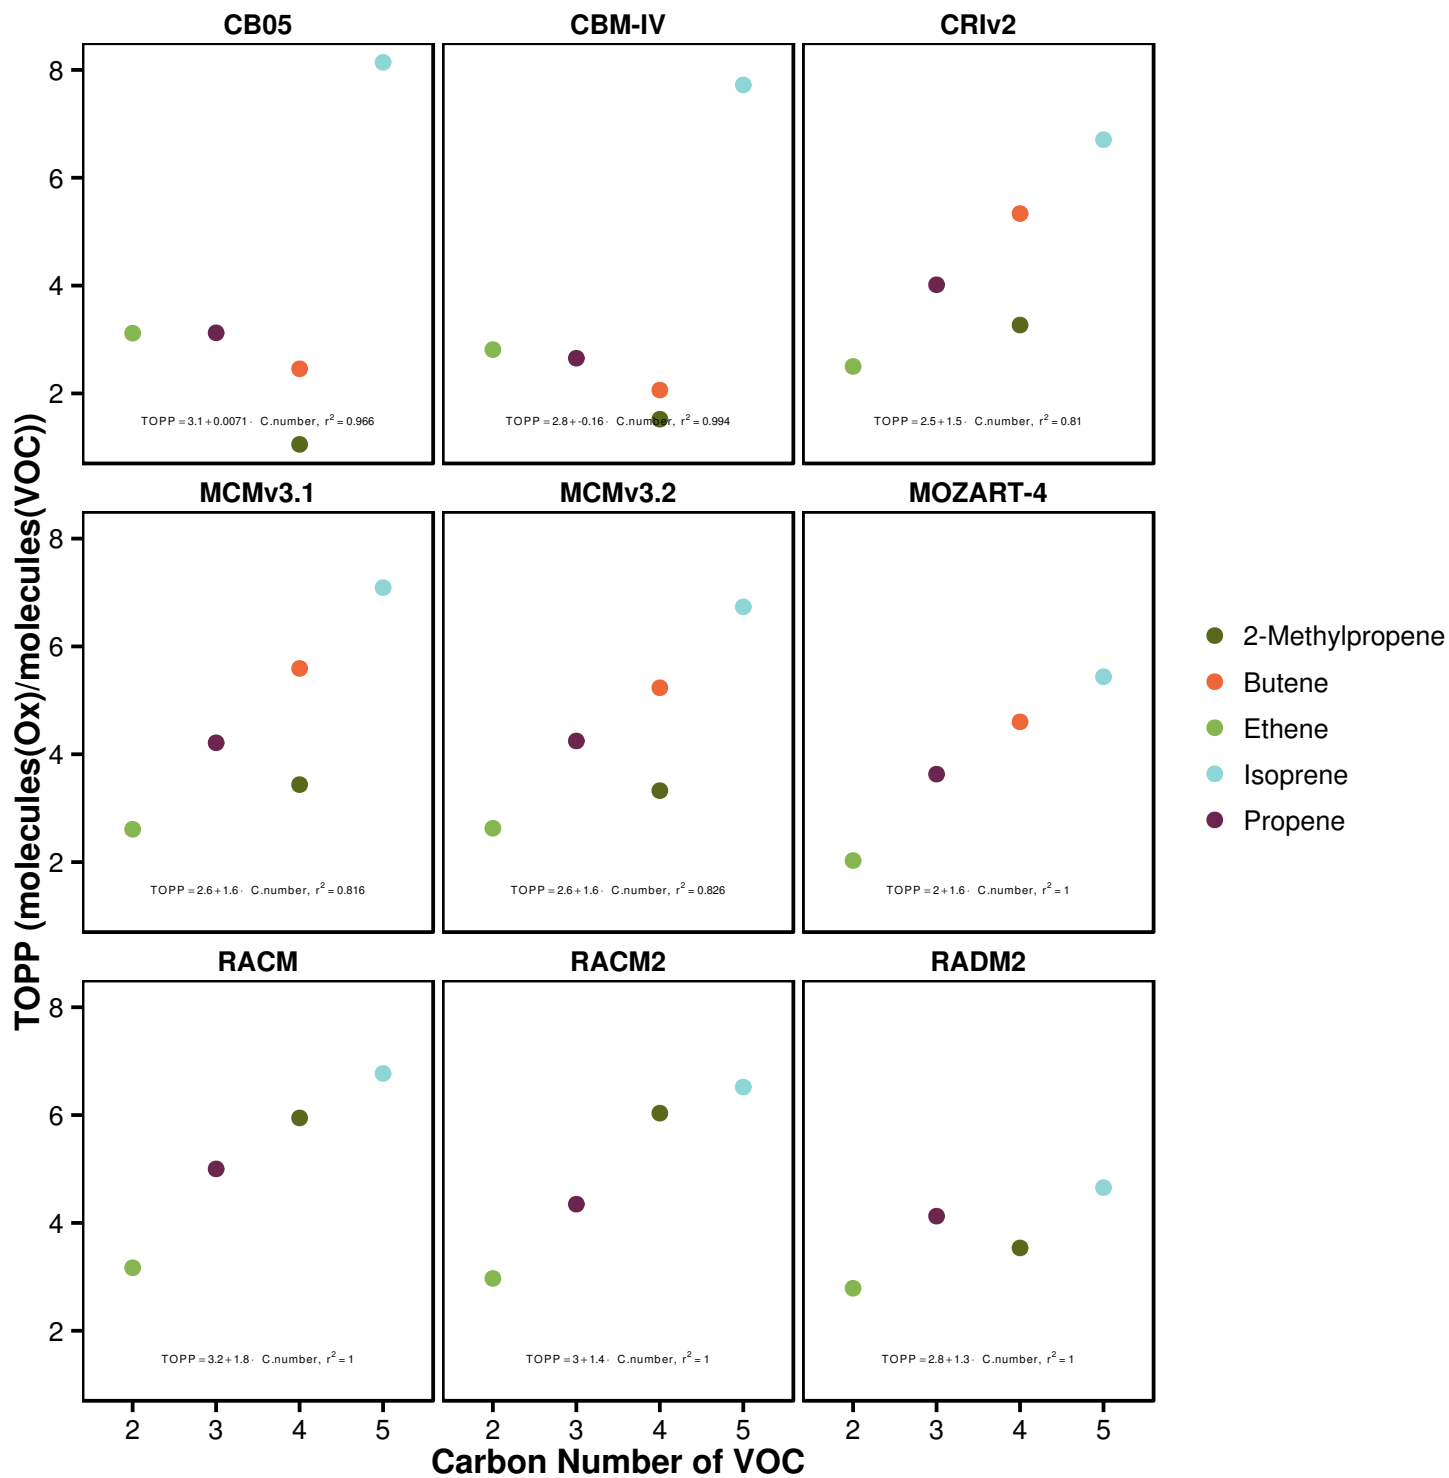 CB05 CBM-IV CRIv2
8
6
4
2
TOPP = 3.1 + 0.0071 · C.number, r² = 0.966
TOPP = 2.8 + -0.16 · C.number, r² = 0.994
TOPP = 2.5 + 1.5 · C.number, r² = 0.81
MCMv3.1 MCMv3.2 MOZART-4
8
6
4
2
TOPP = 2.6 + 1.6 · C.number, r² = 0.816
TOPP = 2.6 + 1.6 · C.number, r² = 0.826
TOPP = 2 + 1.6 · C.number, r² = 1
RACM RACM2 RADM2
8
6
4
2
TOPP = 3.2 + 1.8 · C.number, r² = 1
TOPP = 3 + 1.4 · C.number, r² = 1
TOPP = 2.8 + 1.3 · C.number, r² = 1
2 3 4 5 2 3 4 5 2 3 4 5
Carbon Number of VOC
TOPP (molecules(Ox)/molecules(VOC))
2-Methylpropene
Butene
Ethene
Isoprene
Propene